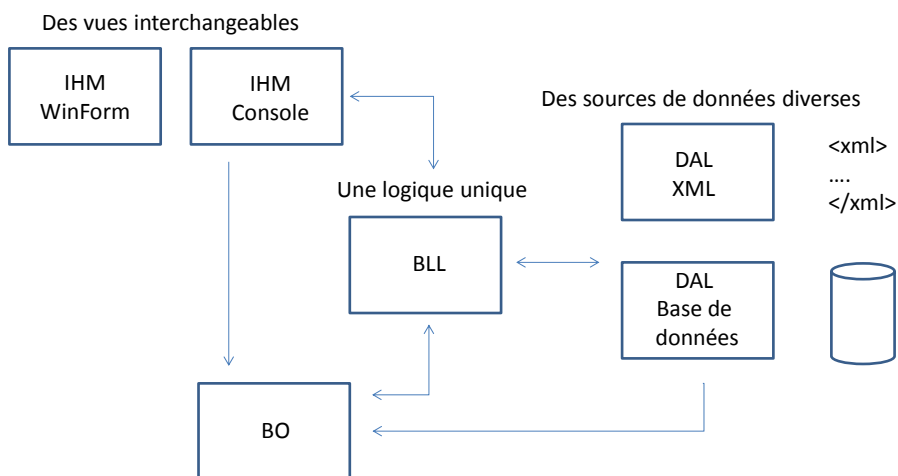 Des vues interchangeables
IHM
WinForm
IHM
Console
Des sources de données diverses
DAL
XML
<xml>
....
</xml>
Une logique unique
BLL
DAL
Base de
données
BO